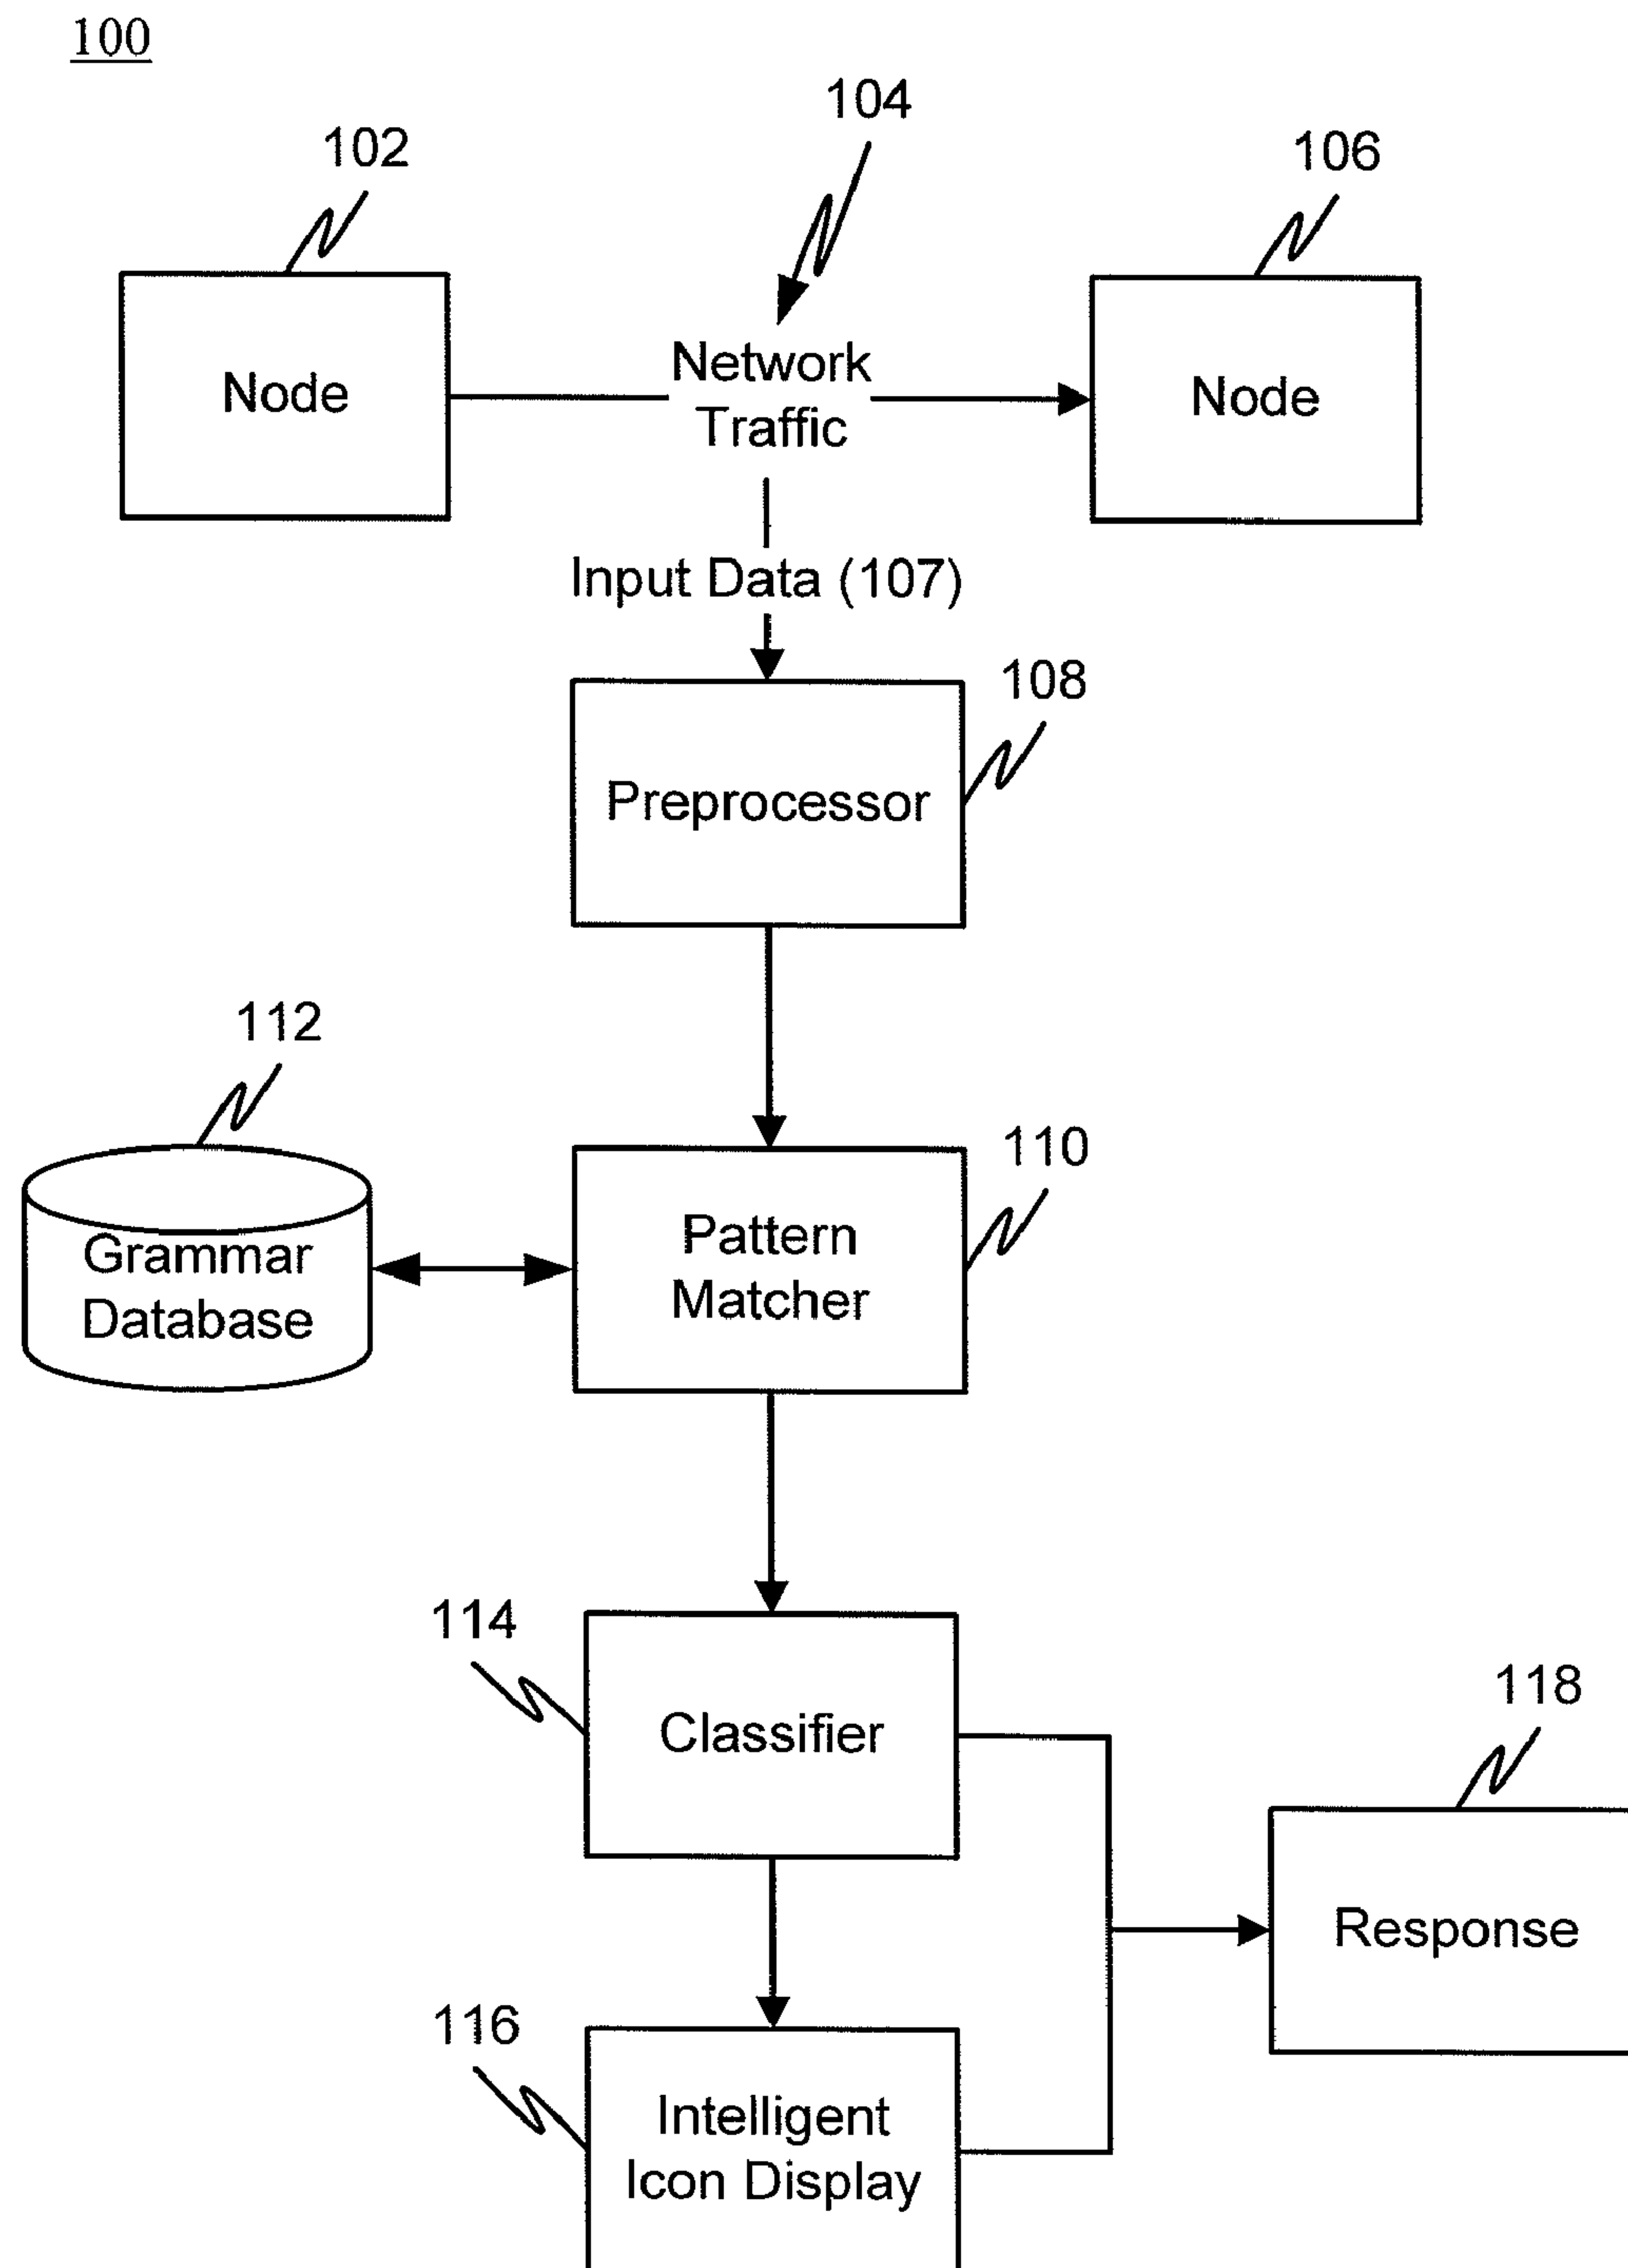 100
104
102
106
Node
Network
Traffic
Node
Input Data (107)
108
Preprocessor
112
110
Grammar
Database
Pattern
Matcher
114
118
Classifier
Response
116
Intelligent
Icon Display